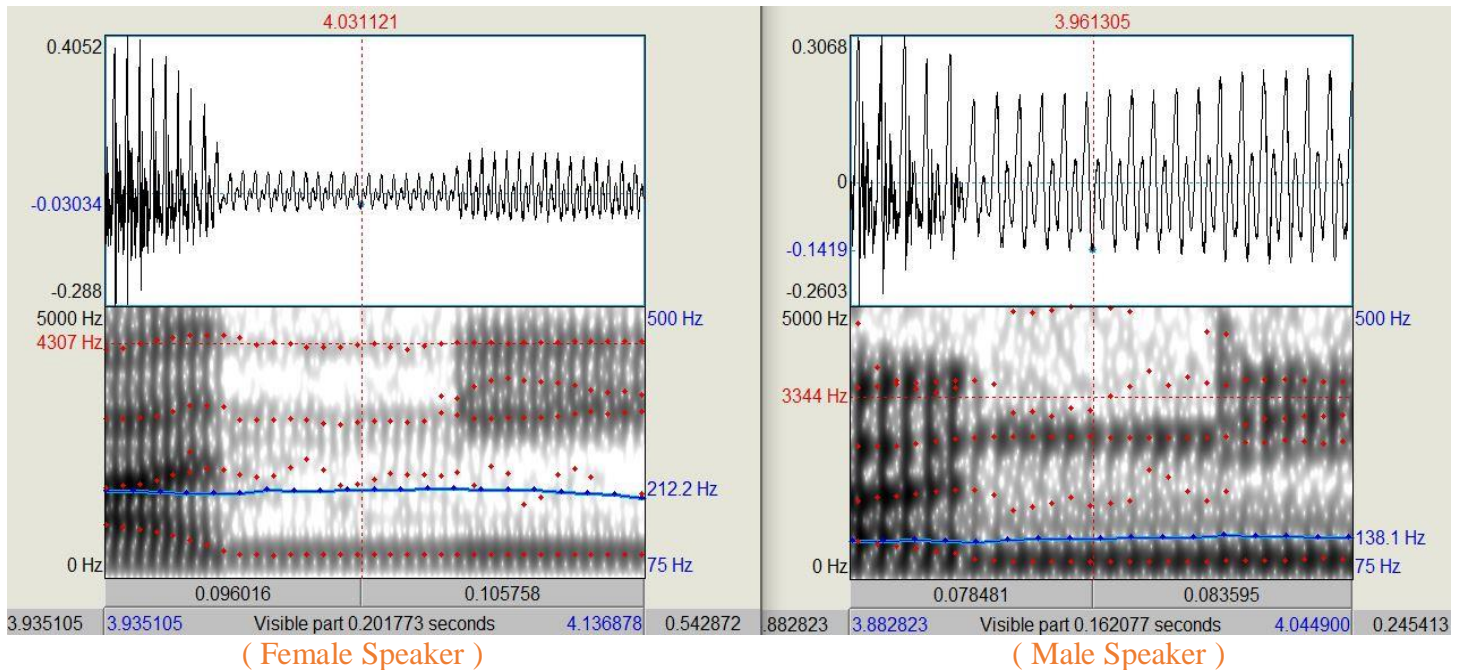 4.031121
0.4052
-0.03034
-0.288
5000 Hz
500 Hz
4307 Hz
212.2 Hz
0 Hz
75 Hz
0.096016
0.105758
3.935105
3.935105
Visible part 0.201773 seconds
4.136878
0.542872
( Female Speaker )
3.961305
0.3068
0
-0.1419
-0.2603
5000 Hz
500 Hz
3344 Hz
138.1 Hz
0 Hz
75 Hz
0.078481
0.083595
.882823
3.882823
Visible part 0.162077 seconds
4.044900
0.245413
( Male Speaker )